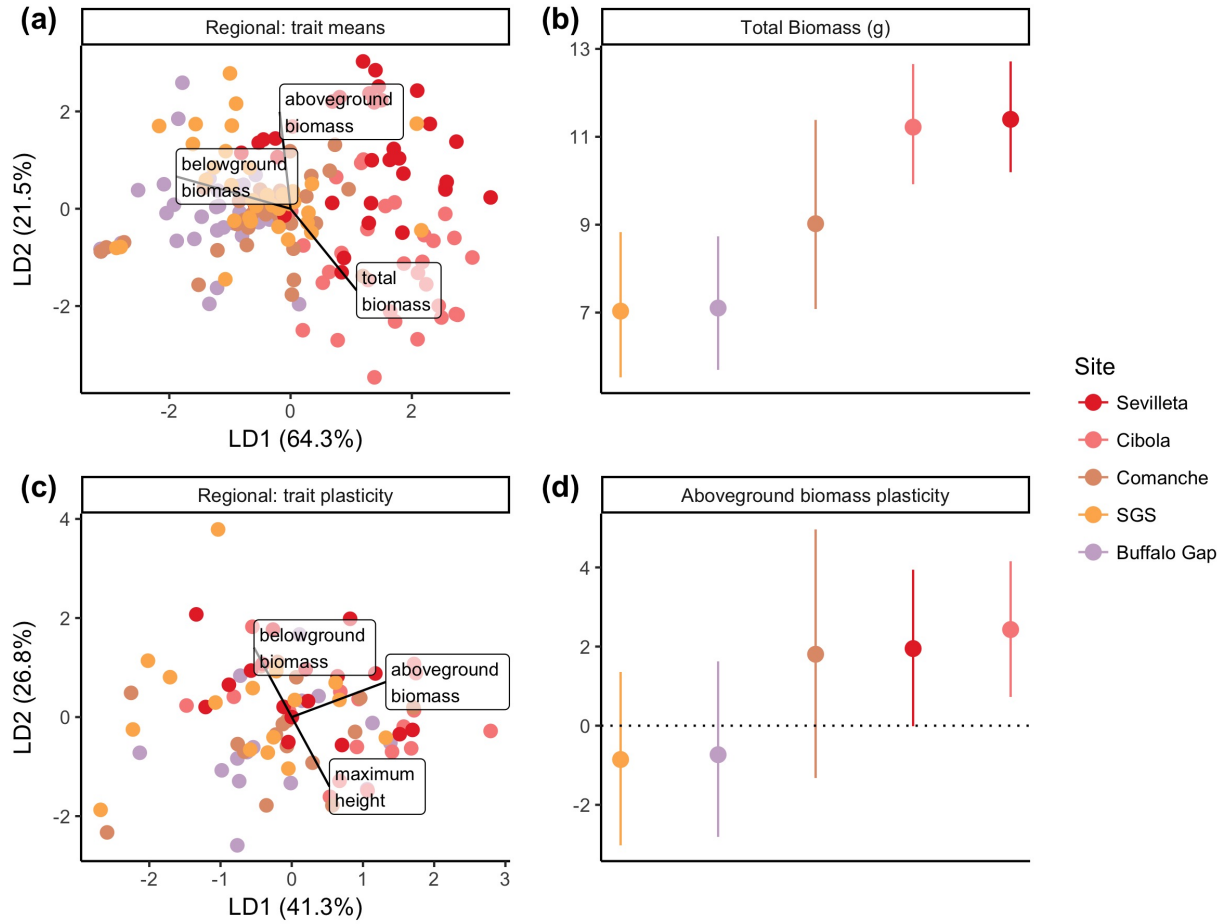 (a)
Regional: trait means
LD2 (21.5%)
2
0
-2
aboveground
biomass
belowground
biomass
total
biomass
-2
0
2
LD1 (64.3%)
(b)
Total Biomass (g)
13
11
9
7
Site
Sevilleta
Cibola
Comanche
SGS
Buffalo Gap
(c)
Regional: trait plasticity
LD2 (26.8%)
4
2
0
-2
belowground
biomass
aboveground
biomass
maximum
height
-2
-1
0
1
2
3
LD1 (41.3%)
(d)
Aboveground biomass plasticity
4
2
0
-2